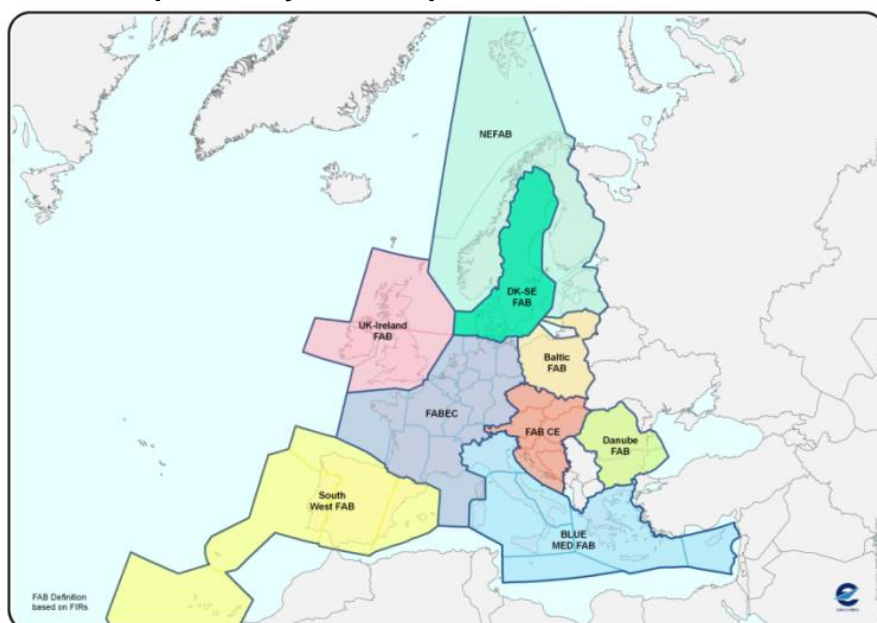 NEFAB
DK-SE
FAB
UK-Ireland
FAB
Baltic
FAB
FABEC
FAB CE
Danube
FAB
South
West FAB
BLUE
MED FAB
FAB Definition
based on FIRs